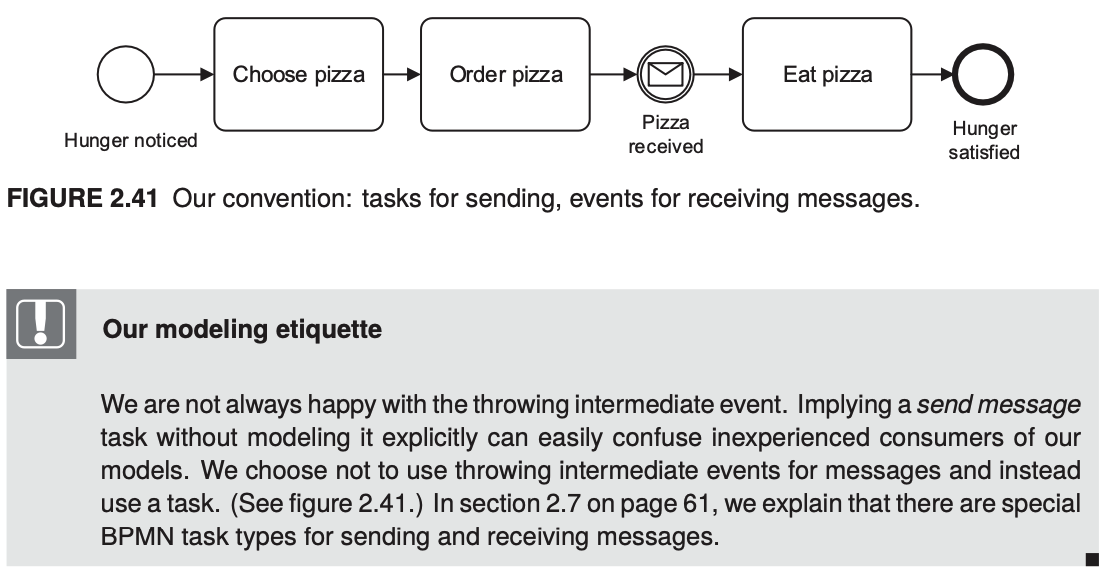 Choose pizza
Order pizza
Eat pizza
Hunger noticed
Pizza
received
Hunger
satisfied
FIGURE 2.41 Our convention: tasks for sending, events for receiving messages.
Our modeling etiquette
We are not always happy with the throwing intermediate event. Implying a send message
task without modeling it explicitly can easily confuse inexperienced consumers of our
models. We choose not to use throwing intermediate events for messages and instead
use a task. (See figure 2.41.) In section 2.7 on page 61, we explain that there are special
BPMN task types for sending and receiving messages.